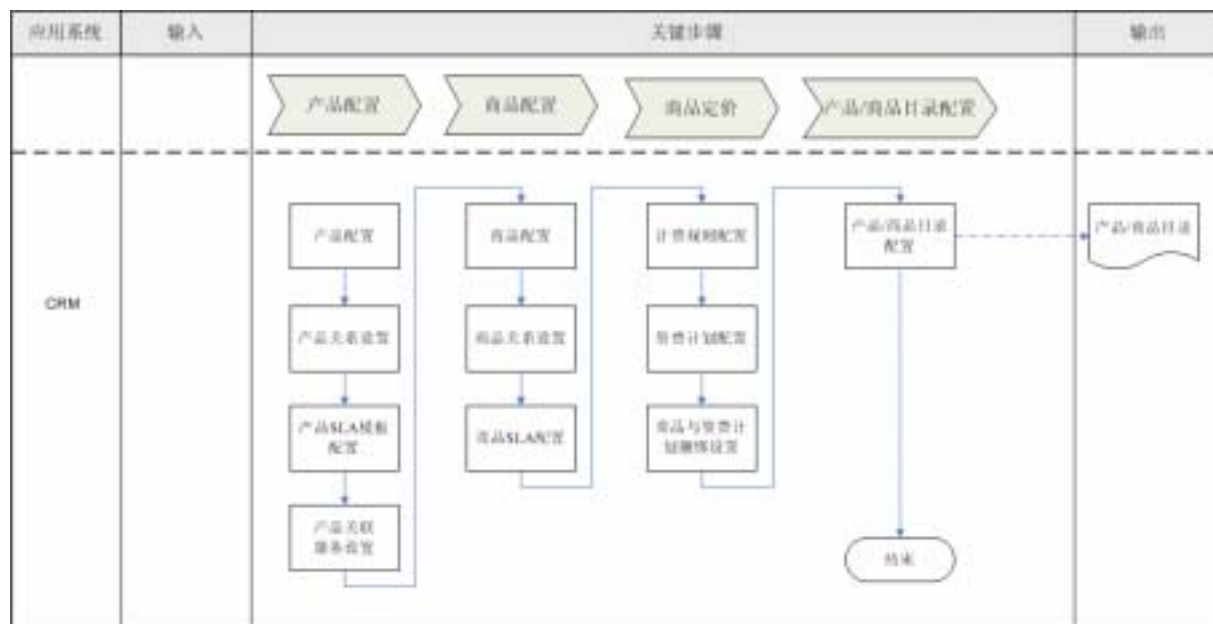 应用系统
输入
关键步骤
输出
产品配置
商品配置
商品定价
产品/商品目录配置
CRM
产品配置
产品关系设置
产品SLA模板
配置
产品关联
服务设置
商品配置
商品关系设置
商品SLA配置
计费规则配置
资费计划配置
商品与资费计
划捆绑设置
产品/商品目录
配置
结束
产品/商品目录